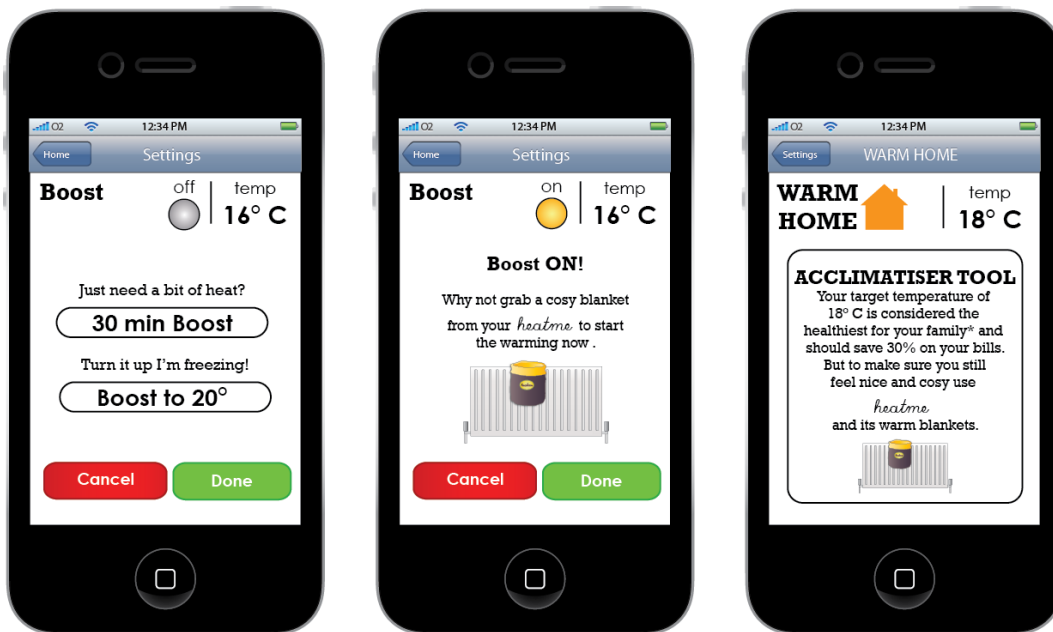 O2 12:34 PM
Home Settings
Boost off temp
16° C
Just need a bit of heat?
30 min Boost
Turn it up I'm freezing!
Boost to 20°
Cancel Done
O2 12:34 PM
Home Settings
Boost on temp
16° C
Boost ON!
Why not grab a cosy blanket
from your heatme to start
the warming now .
Cancel Done
O2 12:34 PM
Settings WARM HOME
WARM temp
HOME 18° C
ACCLIMATISER TOOL
Your target temperature of
18° C is considered the
healthiest for your family* and
should save 30% on your bills.
But to make sure you still
feel nice and cosy use
heatme
and its warm blankets.